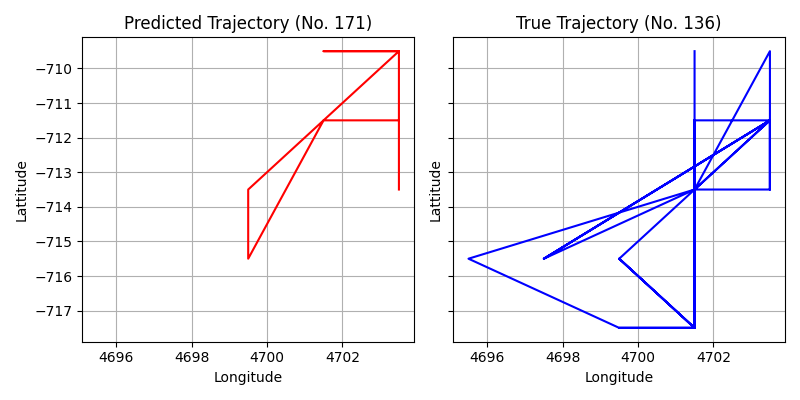 Predicted Trajectory (No. 171)
True Trajectory (No. 136)
Lattitude
−710
−711
−712
−713
−714
−715
−716
−717
4696
4698
4700
4702
Longitude
Lattitude
4696
4698
4700
4702
Longitude